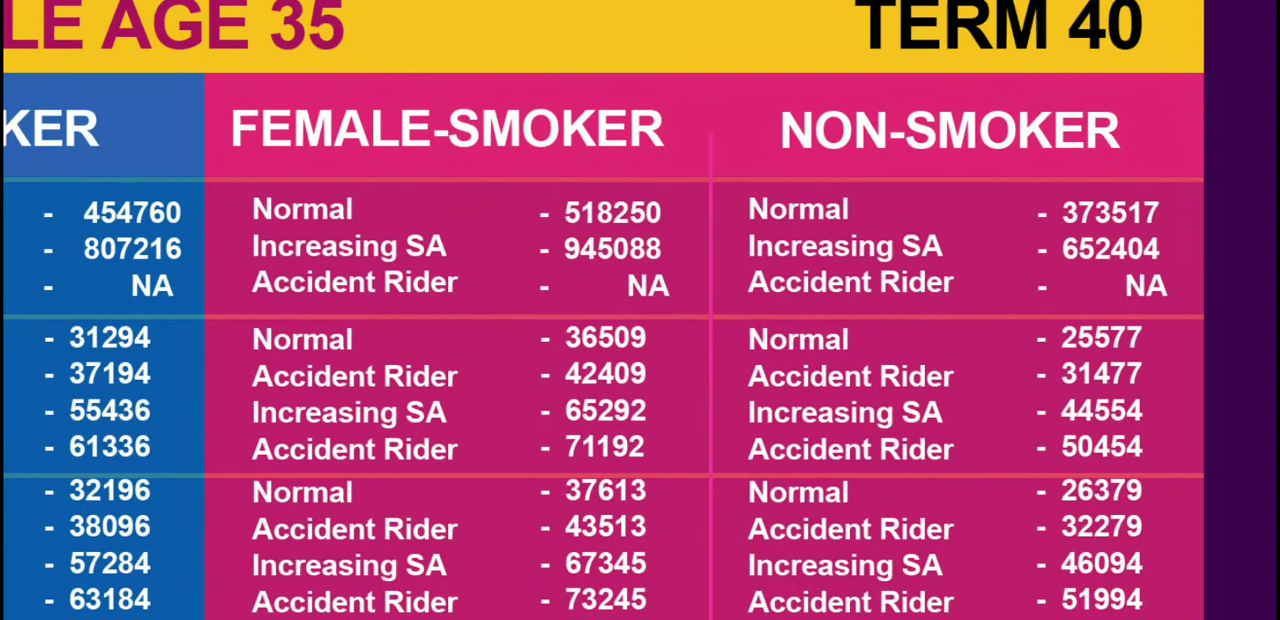 LE AGE 35 TERM 40
KER FEMALE-SMOKER NON-SMOKER
- 454760 Normal - 518250 Normal - 373517
- 807216 Increasing SA - 945088 Increasing SA - 652404
- NA Accident Rider - NA Accident Rider - NA
- 31294 Normal - 36509 Normal - 25577
- 37194 Accident Rider - 42409 Accident Rider - 31477
- 55436 Increasing SA - 65292 Increasing SA - 44554
- 61336 Accident Rider - 71192 Accident Rider - 50454
- 32196 Normal - 37613 Normal - 26379
- 38096 Accident Rider - 43513 Accident Rider - 32279
- 57284 Increasing SA - 67345 Increasing SA - 46094
- 63184 Accident Rider - 73245 Accident Rider - 51994